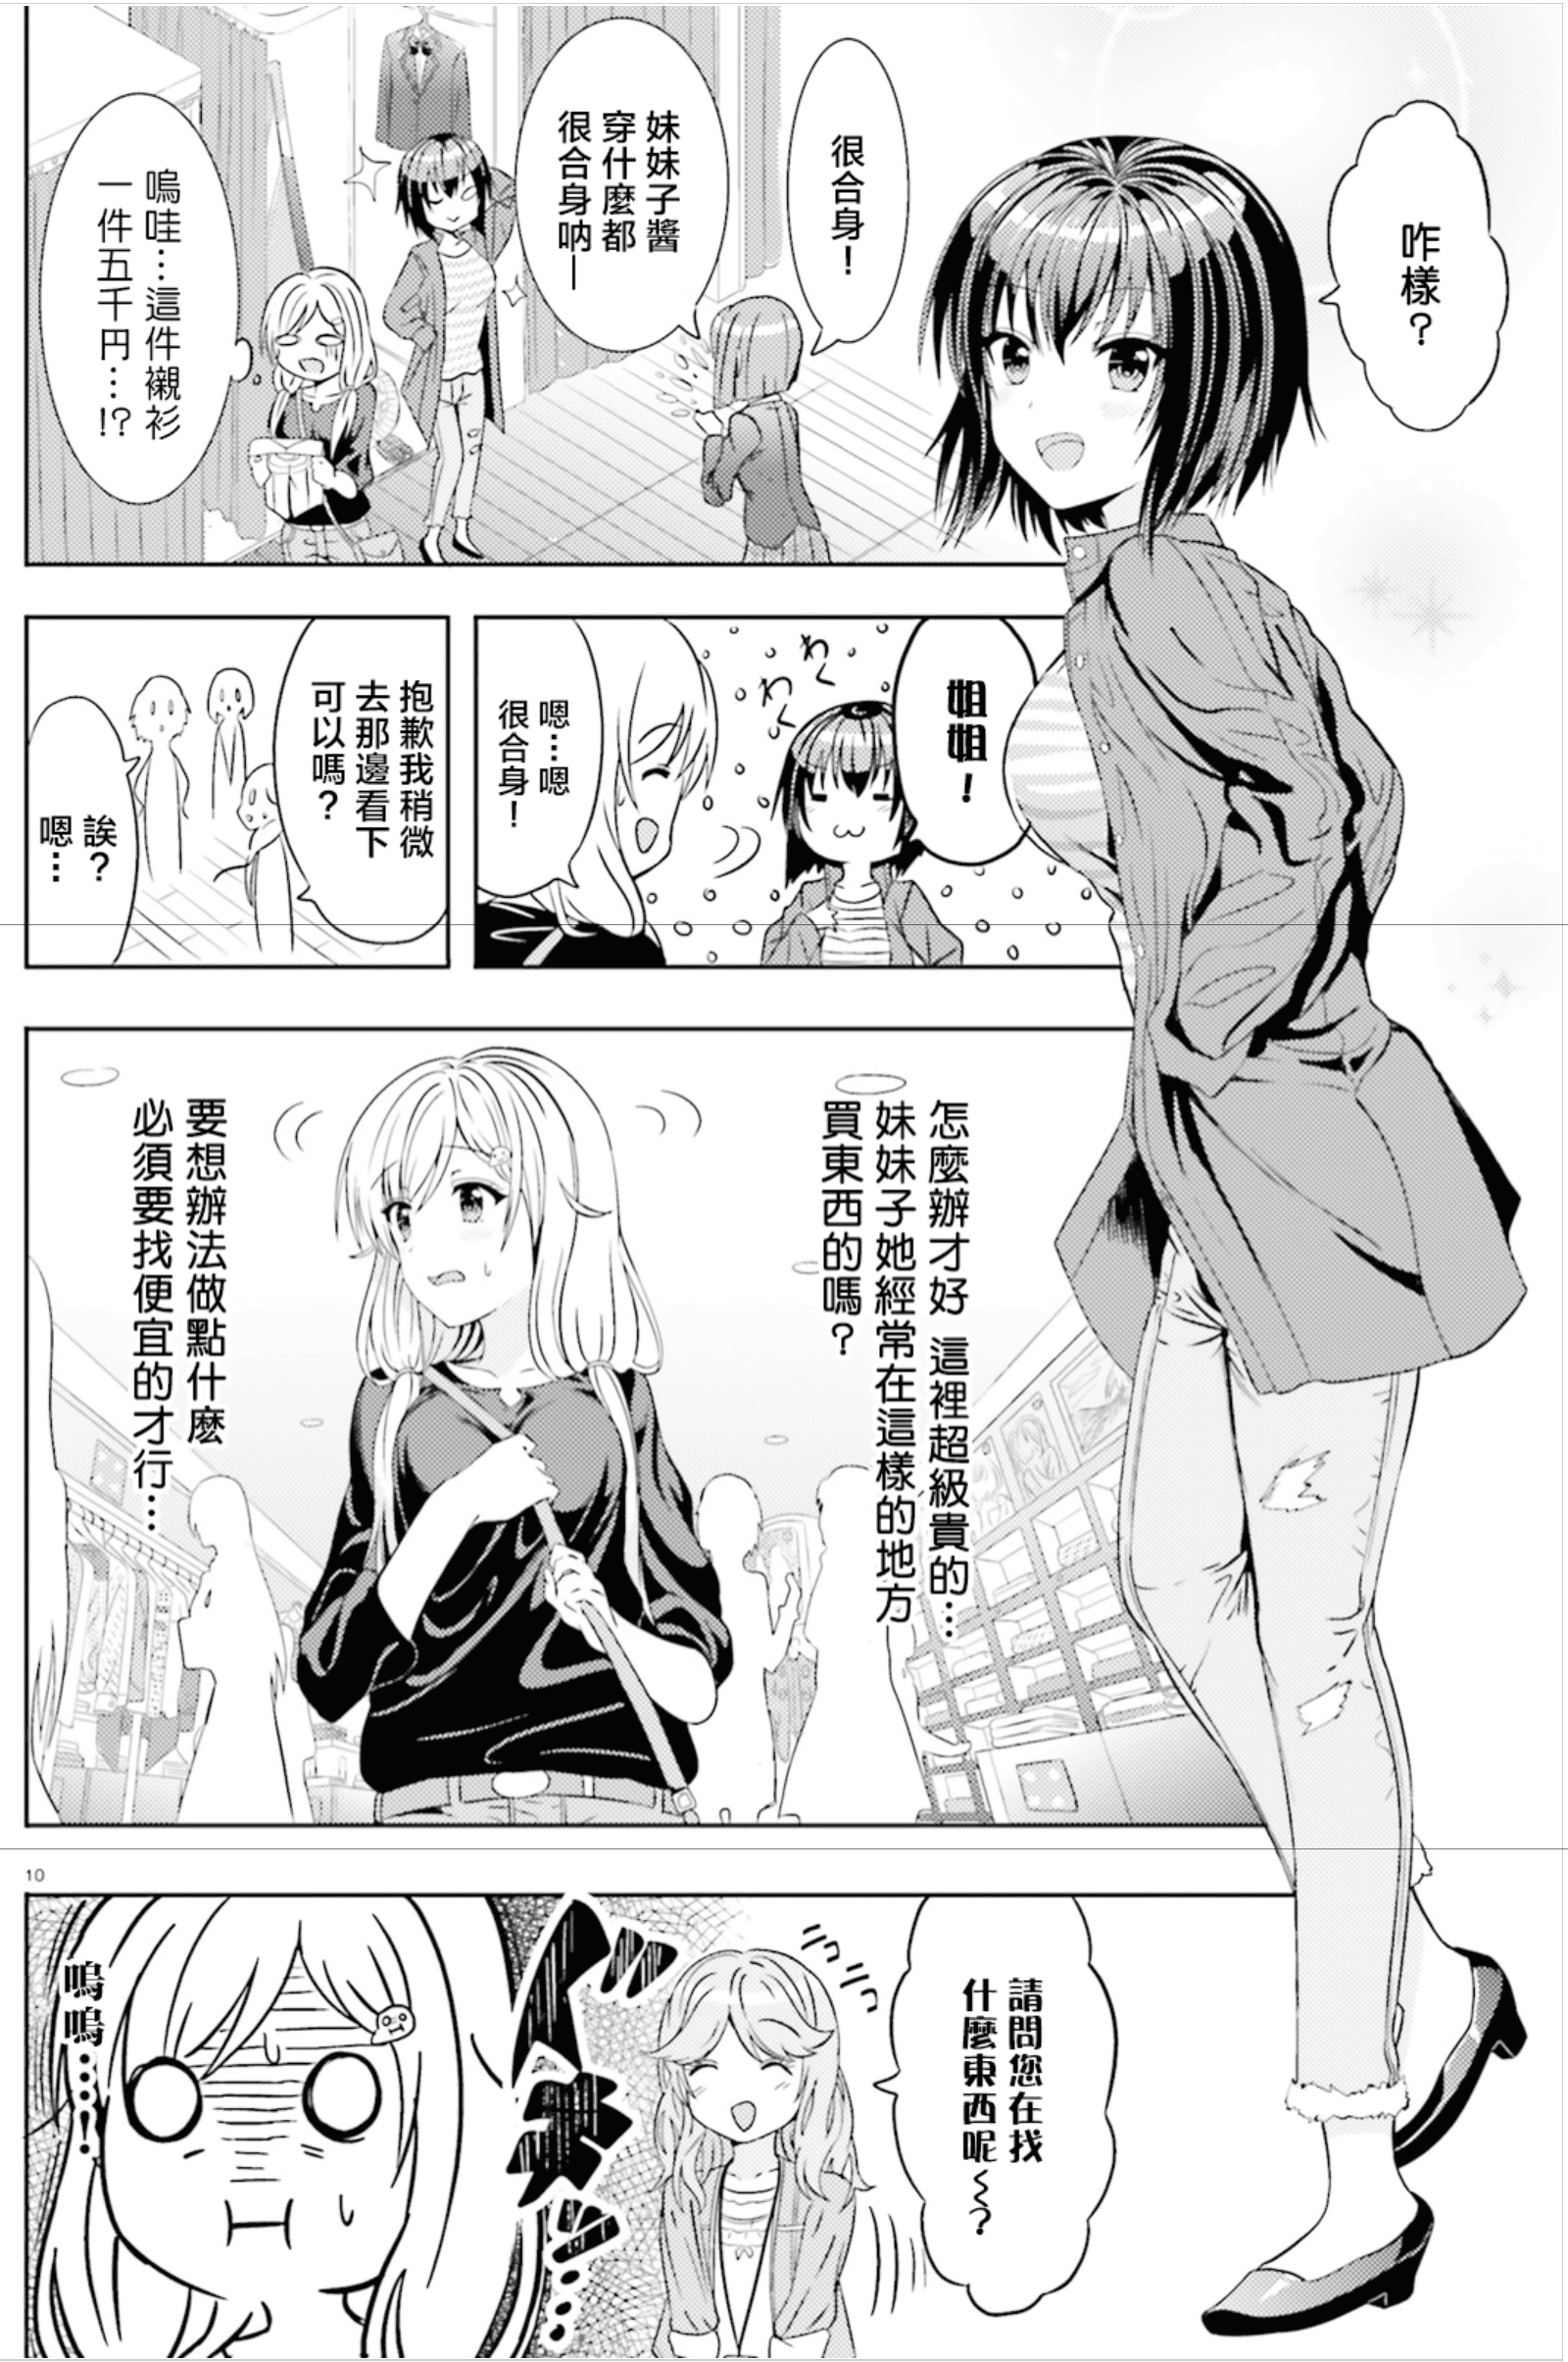 咋樣?
很合身!
妹妹子醬
穿什麼都
很合身吶—
嗚哇…這件襯衫
一件五千円…!?
姐姐!
わく
わく
嗯…嗯
很合身!
抱歉我稍微
去那邊看下
可以嗎?
誒?
嗯…
怎麼辦才好 這裡超級貴的…
妹妹子她經常在這樣的地方
買東西的嗎?
要想辦法做點什麽
必須要找便宜的才行…
10
請問您在找
什麼東西呢~?
ニコニコ
嗚嗚……!